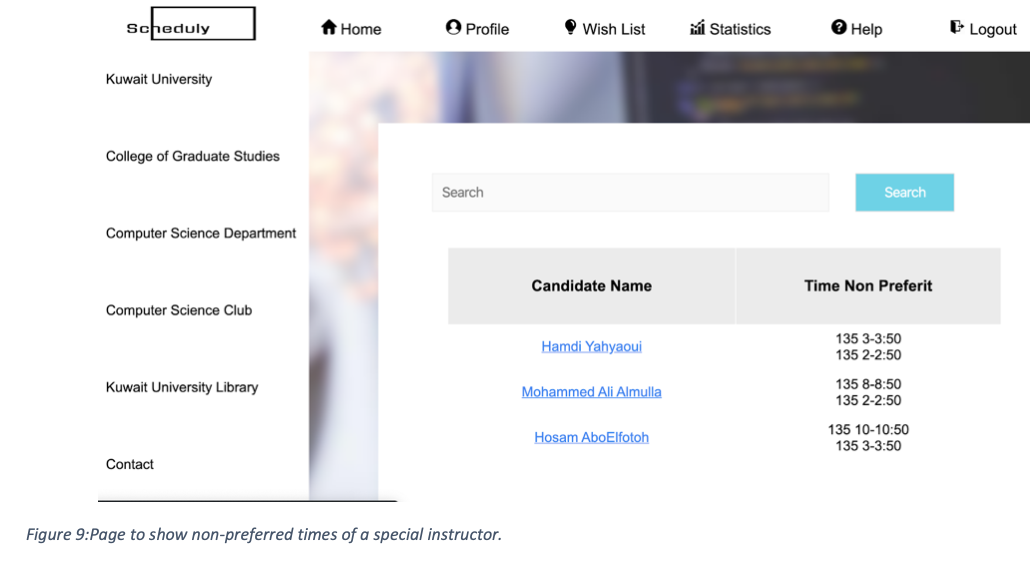 Scheduly
Home
Profile
Wish List
Statistics
Help
Logout
Kuwait University
College of Graduate Studies
Computer Science Department
Computer Science Club
Kuwait University Library
Contact
Search
Search
Candidate Name
Time Non Preferit
Hamdi Yahyaoui
135 3-3:50
135 2-2:50
Mohammed Ali Almulla
135 8-8:50
135 2-2:50
Hosam AboElfotoh
135 10-10:50
135 3-3:50
Figure 9:Page to show non-preferred times of a special instructor.